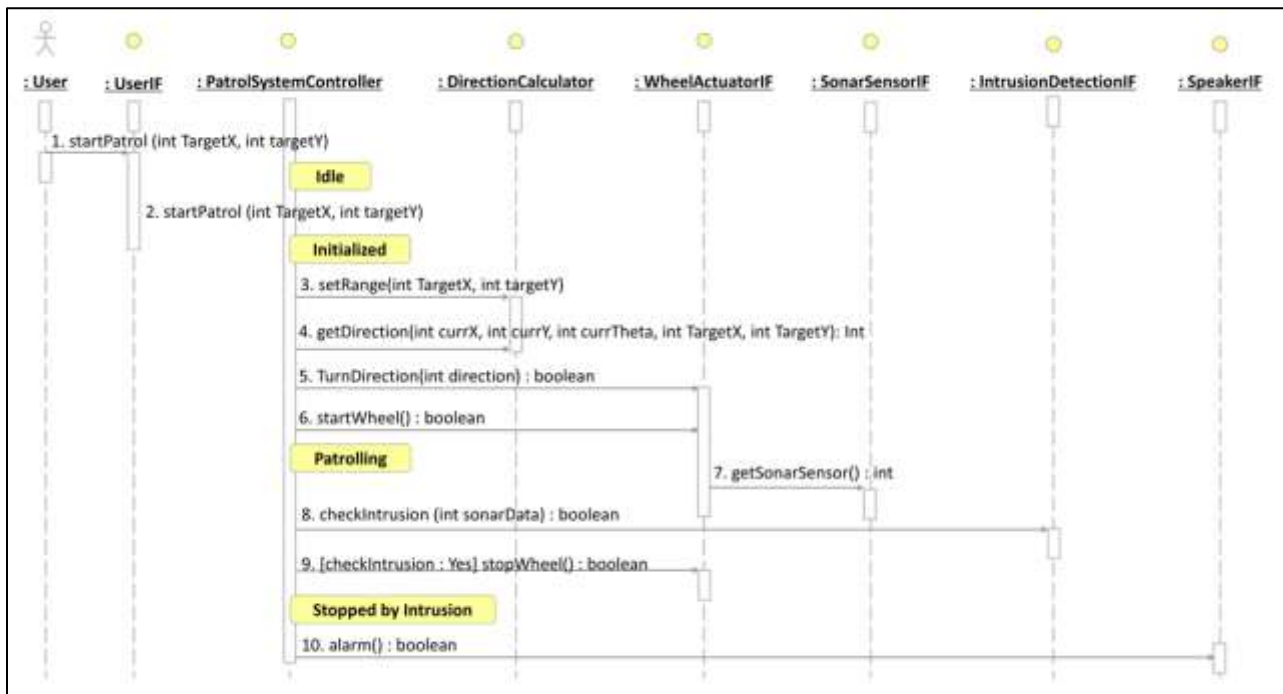 : User
: UserIF
: PatrolSystemController
: DirectionCalculator
: WheelActuatorIF
: SonarSensorIF
: IntrusionDetectionIF
: SpeakerIF
1. startPatrol (int TargetX, int targetY)
Idle
2. startPatrol (int TargetX, int targetY)
Initialized
3. setRange(int TargetX, int targetY)
4. getDirection(int currX, int currY, int currTheta, int TargetX, int TargetY): Int
5. TurnDirection(int direction) : boolean
6. startWheel() : boolean
Patrolling
7. getSonarSensor() : int
8. checkIntrusion (int sonarData) : boolean
9. [checkIntrusion : Yes] stopWheel() : boolean
Stopped by Intrusion
10. alarm() : boolean